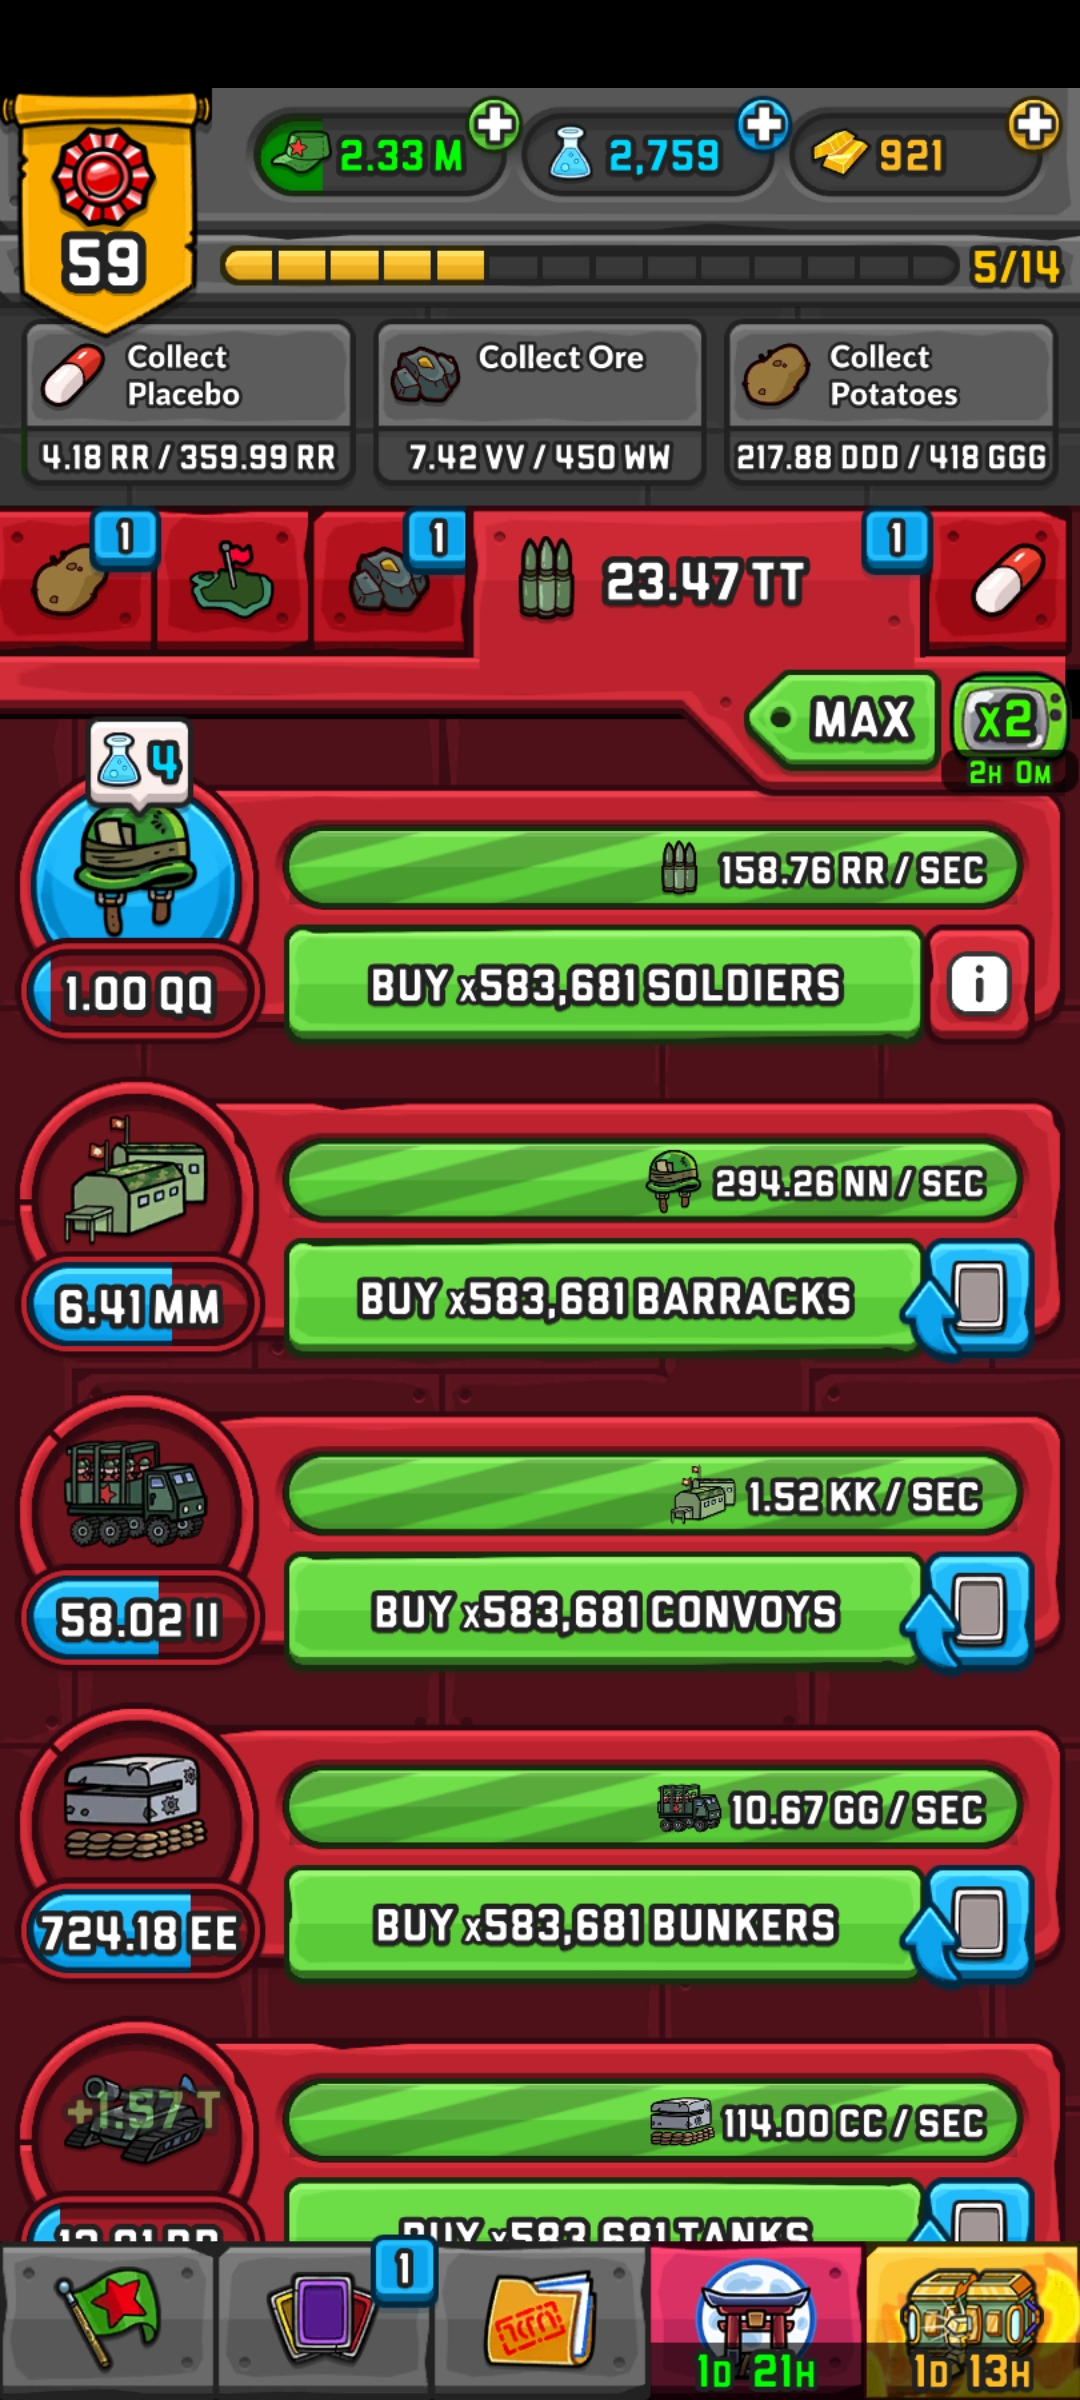 2.33 M
2,759
921
59
5/14
Collect
Placebo
4.18 RR / 359.99 RR
Collect Ore
7.42 VV / 450 WW
Collect
Potatoes
217.88 DDD / 418 GGG
1
1
23.47 TT
1
MAX
x2
2H 0M
4
158.76 RR / SEC
1.00 QQ
BUY x583,681 SOLDIERS
i
294.26 NN / SEC
6.41 MM
BUY x583,681 BARRACKS
1.52 KK / SEC
58.02 II
BUY x583,681 CONVOYS
10.67 GG / SEC
724.18 EE
BUY x583,681 BUNKERS
+1.57 T
114.00 CC / SEC
BUY x583,681 TANKS
1
1D 21H
1D 13H